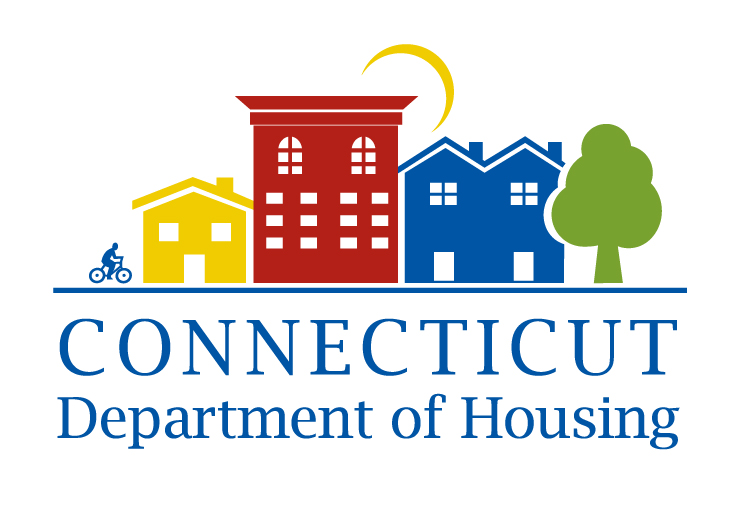 CONNECTICUT
Department of Housing